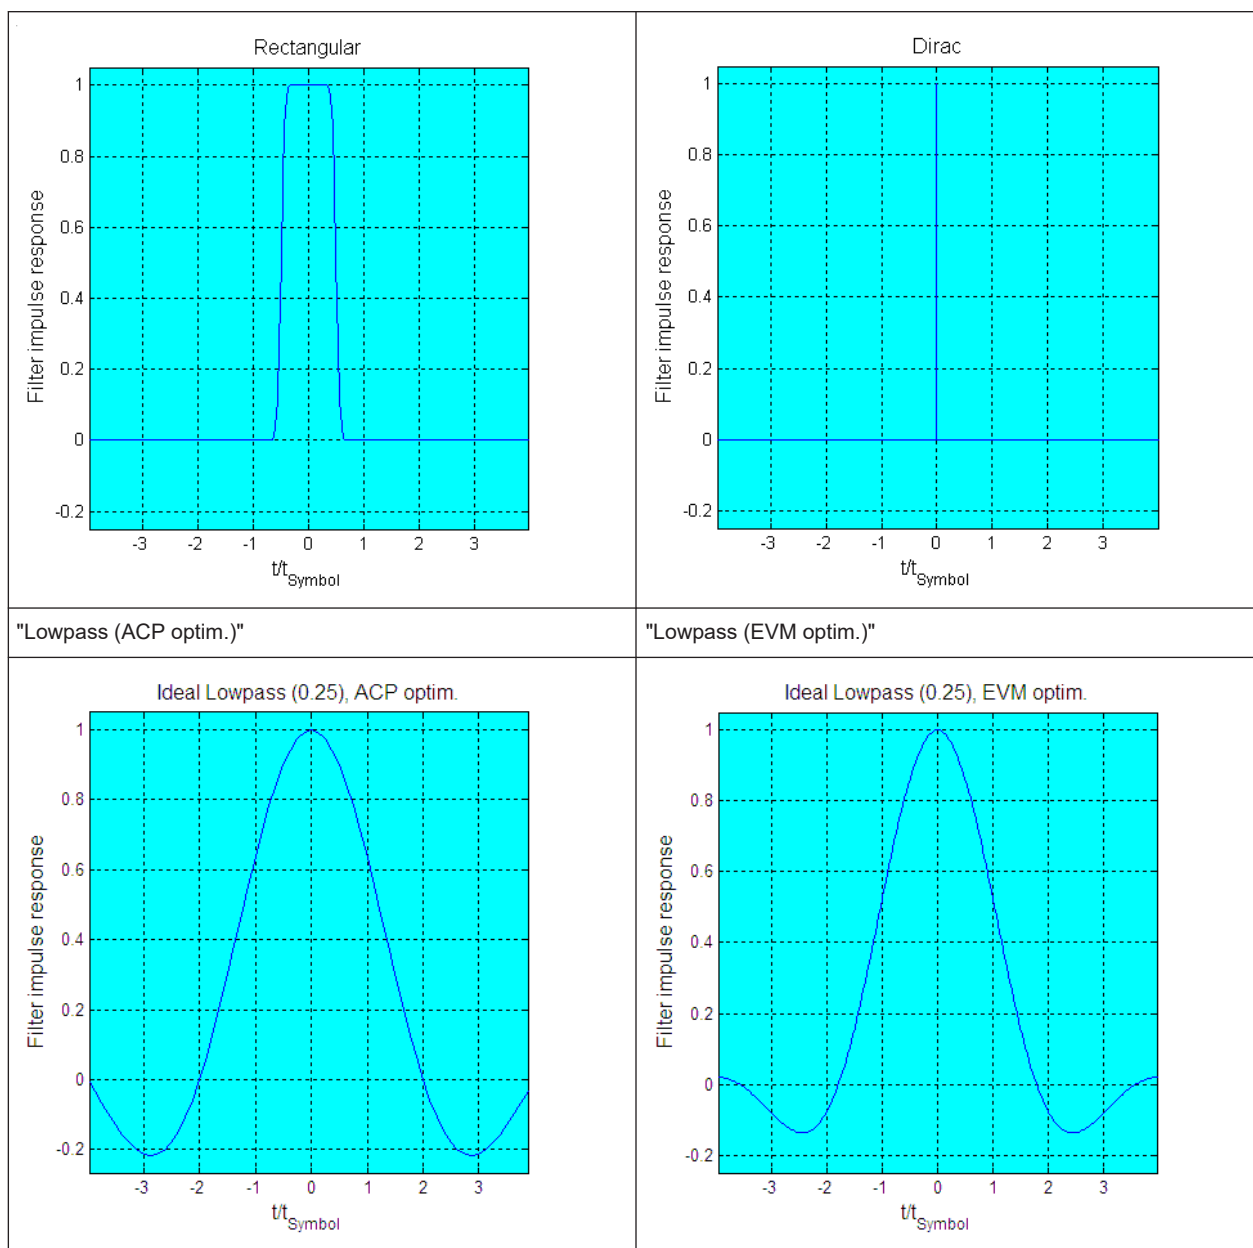 Rectangular
Filter impulse response
1
0.8
0.6
0.4
0.2
0
-0.2
-3 -2 -1 0 1 2 3
t/tSymbol
Dirac
Filter impulse response
1
0.8
0.6
0.4
0.2
0
-0.2
-3 -2 -1 0 1 2 3
t/tSymbol
"Lowpass (ACP optim.)"
"Lowpass (EVM optim.)"
Ideal Lowpass (0.25), ACP optim.
Filter impulse response
1
0.8
0.6
0.4
0.2
0
-0.2
-3 -2 -1 0 1 2 3
t/tSymbol
Ideal Lowpass (0.25), EVM optim.
Filter impulse response
1
0.8
0.6
0.4
0.2
0
-0.2
-3 -2 -1 0 1 2 3
t/tSymbol